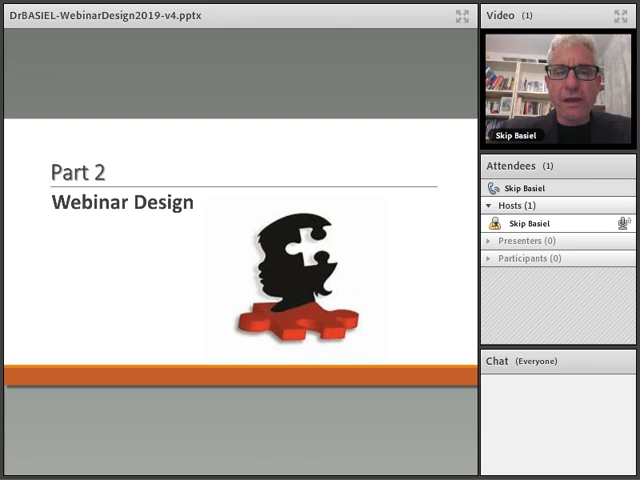 DrBASIEL-WebinarDesign2019-v4.pptx
Part 2
Webinar Design
Video (1)
Skip Basiel
Attendees (1)
Skip Basiel
Hosts (1)
Skip Basiel
Presenters (0)
Participants (0)
Chat (Everyone)